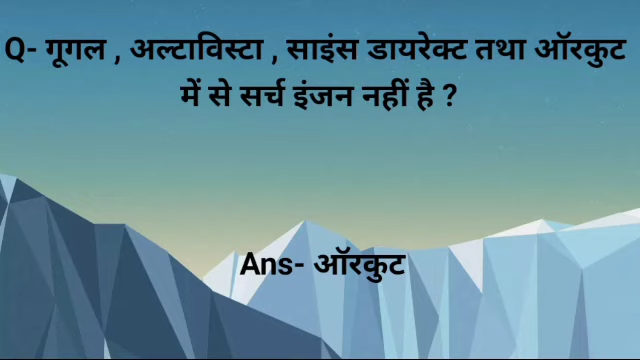 Q- गूगल , अल्टाविस्टा , साइंस डायरेक्ट तथा ऑरकुट
में से सर्च इंजन नहीं है ?
Ans- ऑरकुट